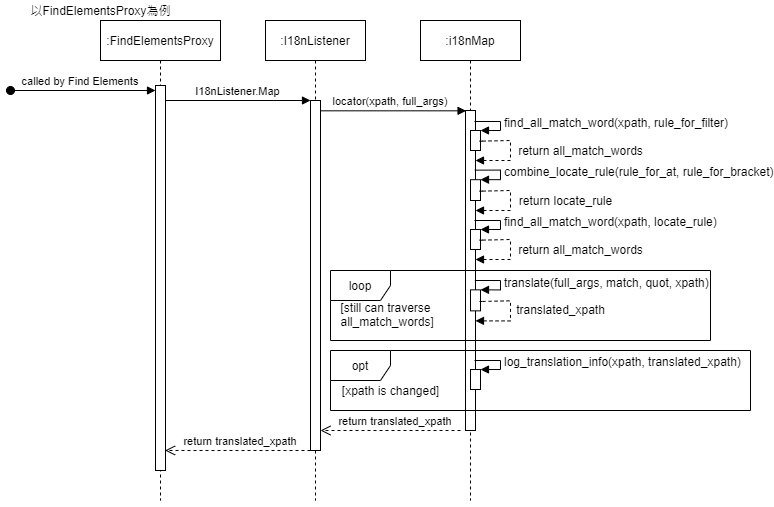 以FindElementsProxy為例
:FindElementsProxy
:I18nListener
:i18nMap
called by Find Elements
I18nListener.Map
locator(xpath, full_args)
find_all_match_word(xpath, rule_for_filter)
return all_match_words
combine_locate_rule(rule_for_at, rule_for_bracket)
return locate_rule
find_all_match_word(xpath, locate_rule)
return all_match_words
loop
translate(full_args, match, quot, xpath)
[still can traverse
all_match_words]
translated_xpath
opt
log_translation_info(xpath, translated_xpath)
[xpath is changed]
return translated_xpath
return translated_xpath